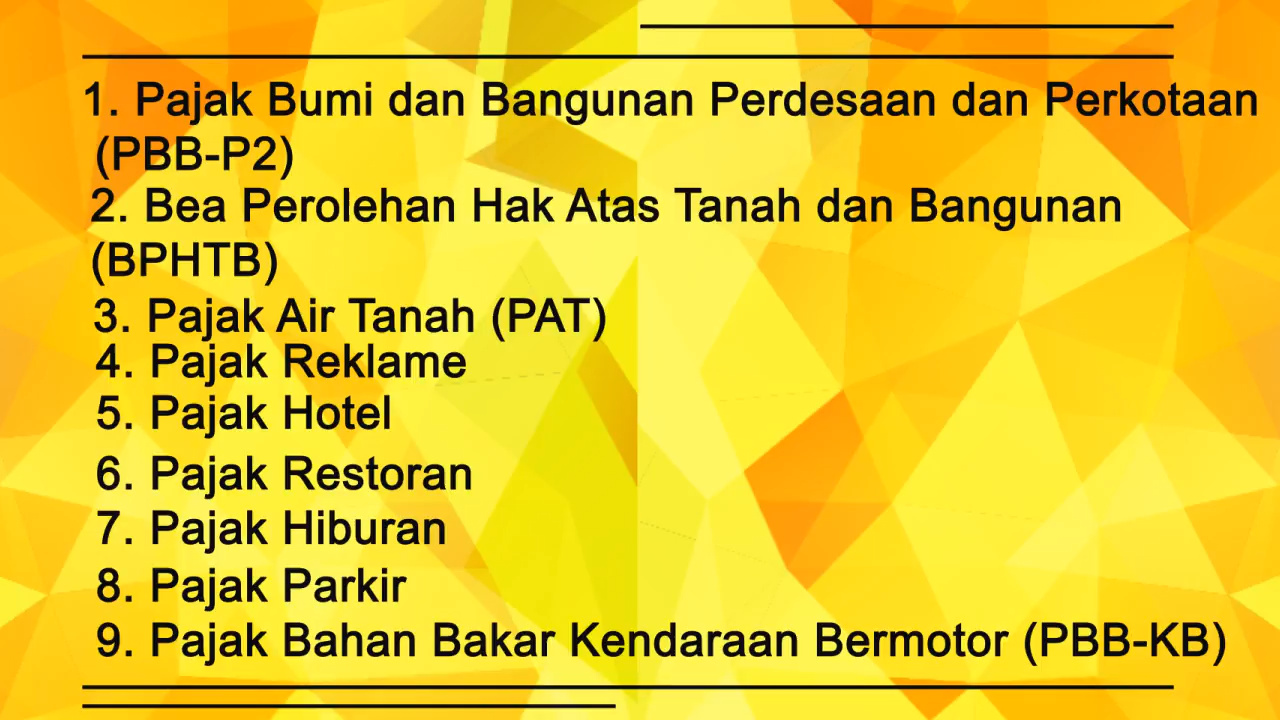 1. Pajak Bumi dan Bangunan Perdesaan dan Perkotaan
(PBB-P2)
2. Bea Perolehan Hak Atas Tanah dan Bangunan
(BPHTB)
3. Pajak Air Tanah (PAT)
4. Pajak Reklame
5. Pajak Hotel
6. Pajak Restoran
7. Pajak Hiburan
8. Pajak Parkir
9. Pajak Bahan Bakar Kendaraan Bermotor (PBB-KB)